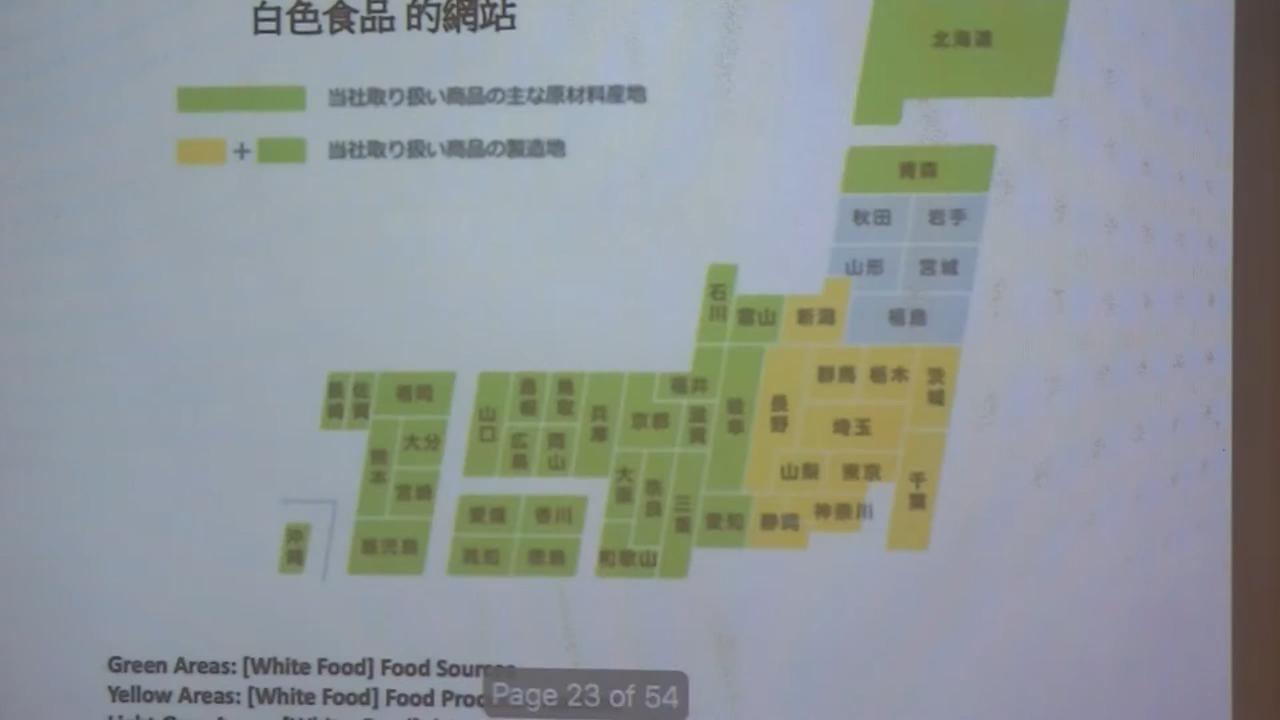 白色食品 的網站
当社取り扱い商品の主な原材料産地
+ 当社取り扱い商品の製造地
北海道
青森
秋田 岩手
山形 宮城
石川 富山 新潟 福島
長崎 佐賀 福岡 山口 島根 鳥取 兵庫 福井 群馬 栃木 茨城
京都 滋賀 岐阜 長野 埼玉
熊本 大分 広島 岡山
宮崎 大阪 奈良 三重 山梨 東京 千葉
愛媛 香川 愛知 静岡 神奈川
沖縄 鹿児島 高知 徳島 和歌山
Green Areas: [White Food] Food Sources
Yellow Areas: [White Food] Food
Page 23 of 54